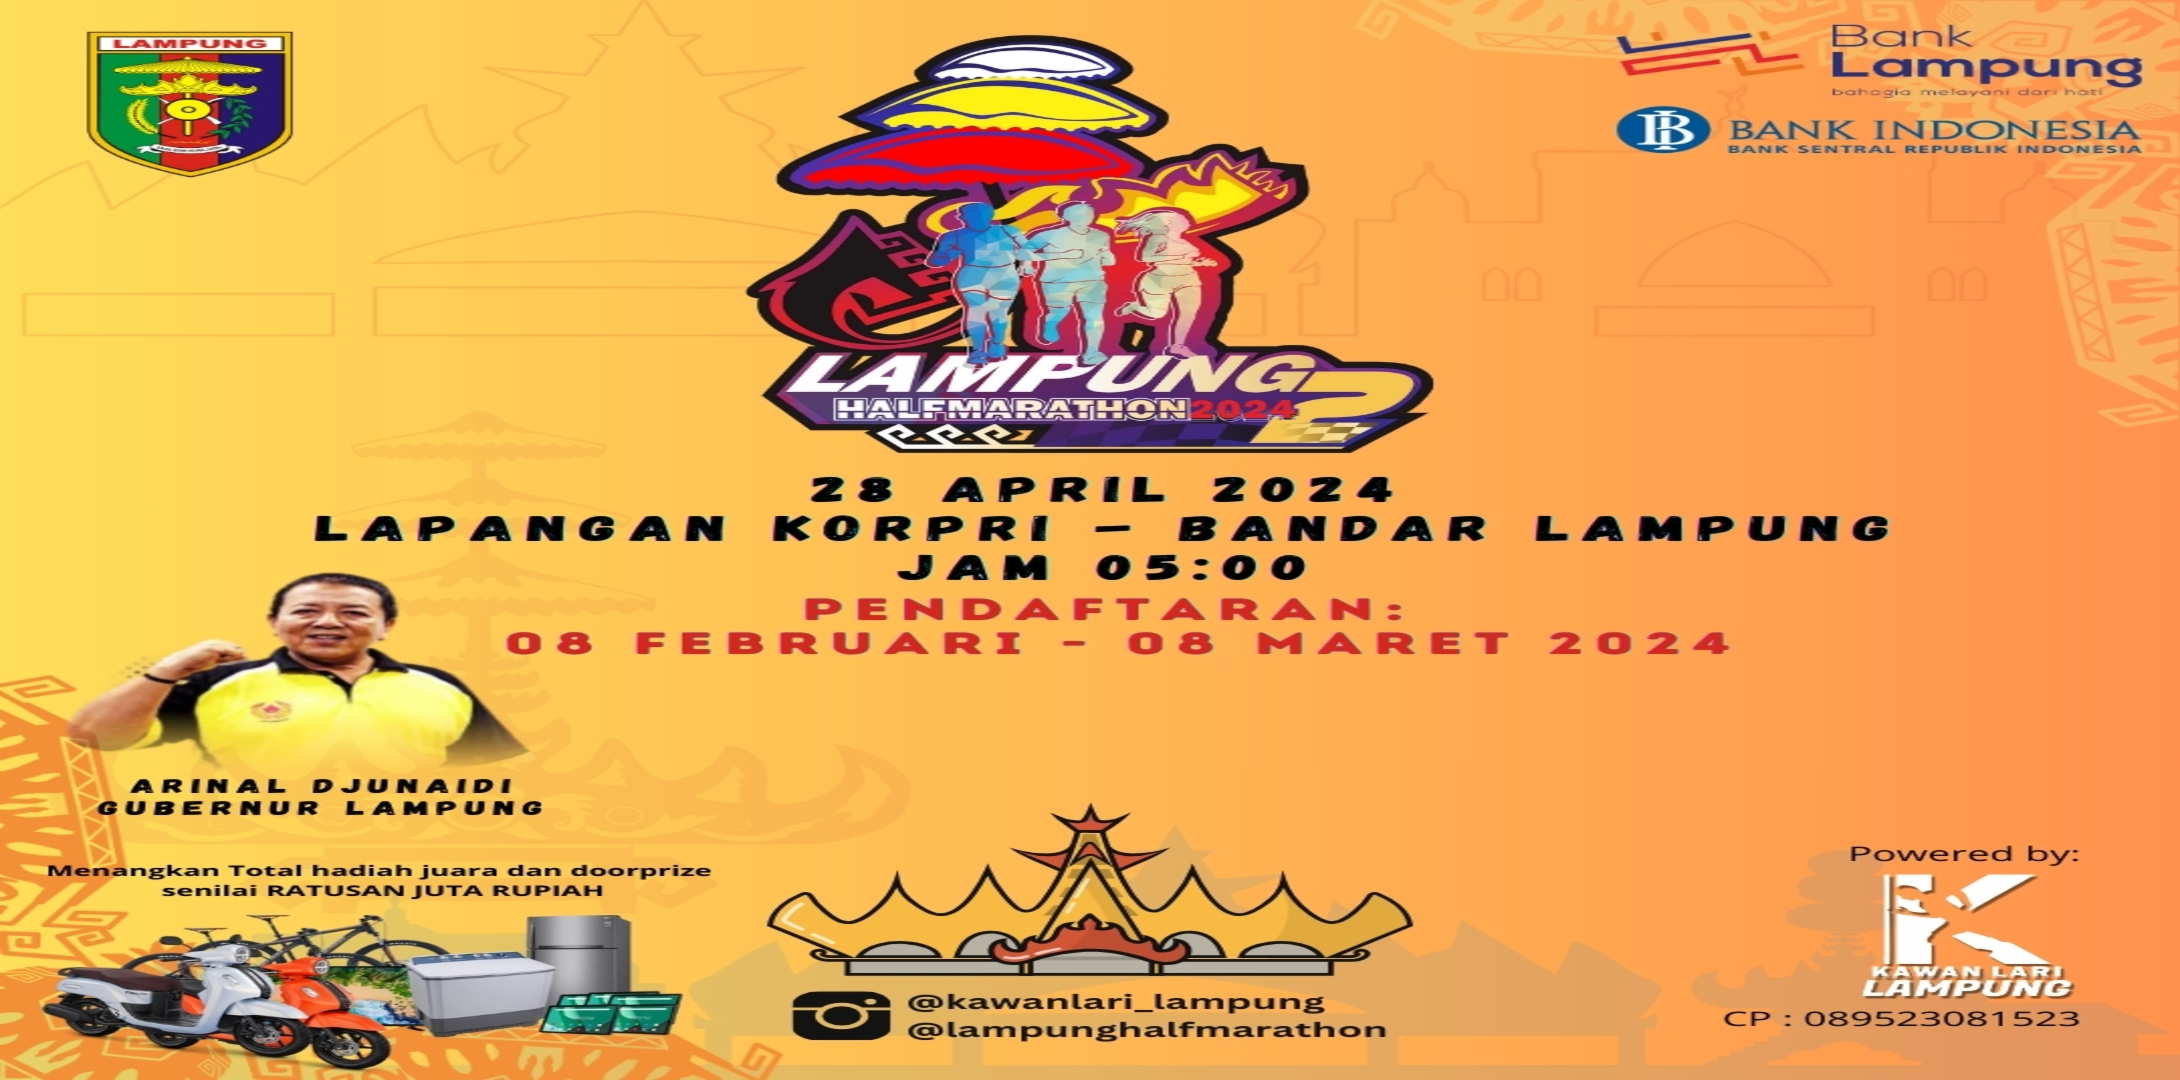 LAMPUNG
Bank
Lampung
bahagia melayani dari hati
BANK INDONESIA
BANK SENTRAL REPUBLIK INDONESIA
LAMPUNG
HALFMARATHON2024
28 APRIL 2024
LAPANGAN KORPRI – BANDAR LAMPUNG
JAM 05:00
PENDAFTARAN:
08 FEBRUARI - 08 MARET 2024
ARINAL DJUNAIDI
GUBERNUR LAMPUNG
Menangkan Total hadiah juara dan doorprize
senilai RATUSAN JUTA RUPIAH
@kawanlari_lampung
@lampunghalfmarathon
Powered by:
KAWAN LARI
LAMPUNG
CP : 089523081523